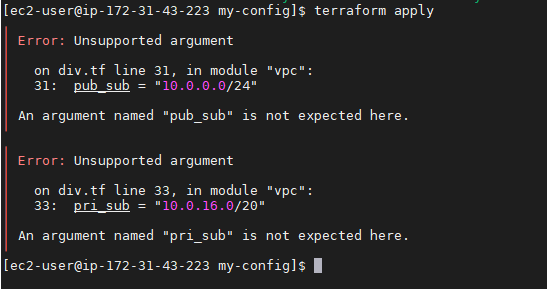 [ec2-user@ip-172-31-43-223 my-config]$ terraform apply
Error: Unsupported argument
on div.tf line 31, in module "vpc":
31: pub_sub = "10.0.0.0/24"
An argument named "pub_sub" is not expected here.
Error: Unsupported argument
on div.tf line 33, in module "vpc":
33: pri_sub = "10.0.16.0/20"
An argument named "pri_sub" is not expected here.
[ec2-user@ip-172-31-43-223 my-config]$